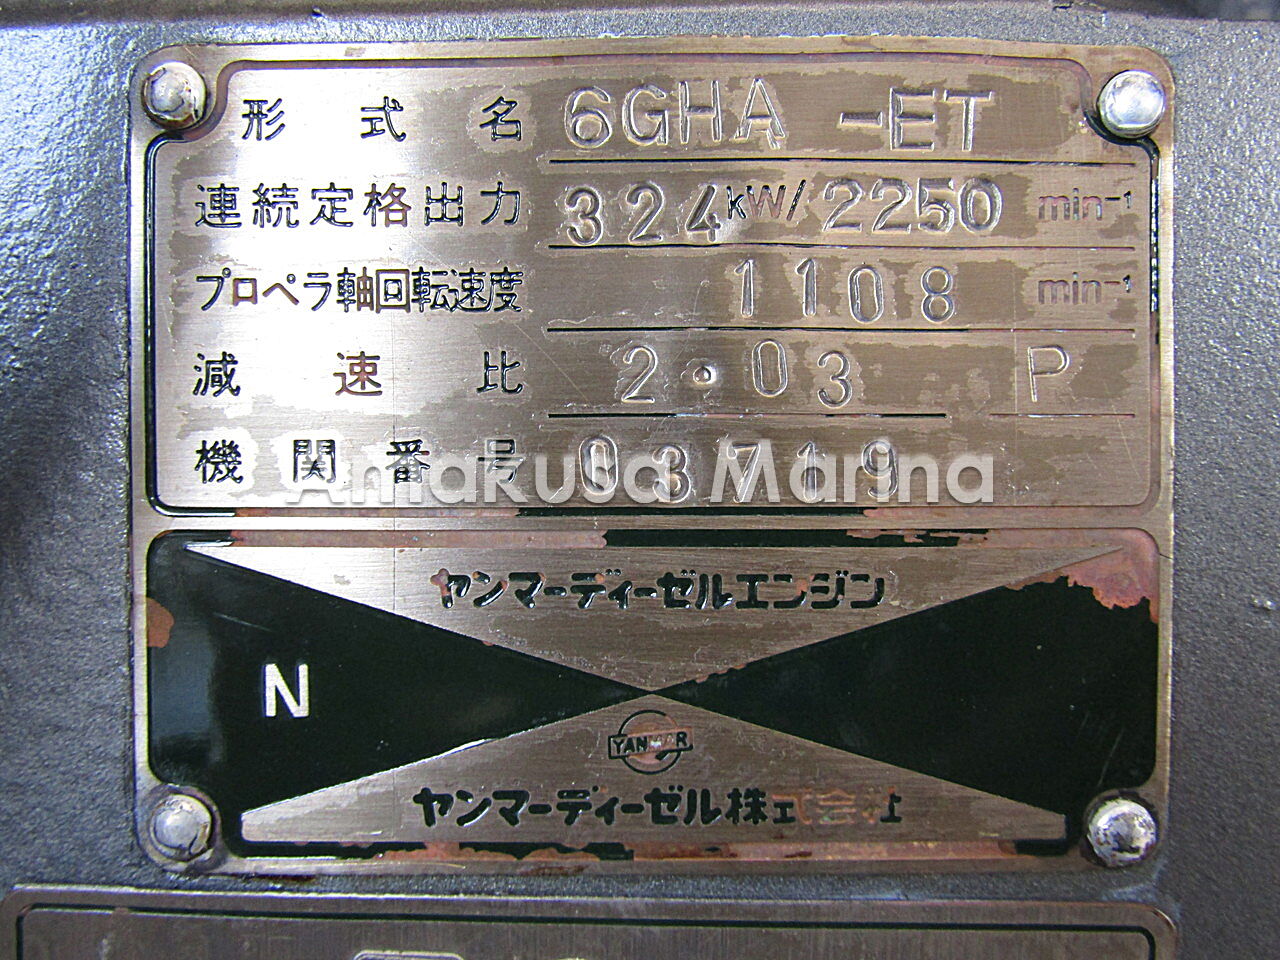 形式名 6GHA-ET
連続定格出力 324kW/2250 min-1
プロペラ軸回転速度 1108 min-1
減速比 2.03 P
機関番号 03719
Amakusa Marina
ヤンマーディーゼルエンジン
N
YANMAR
ヤンマーディーゼル株式会社